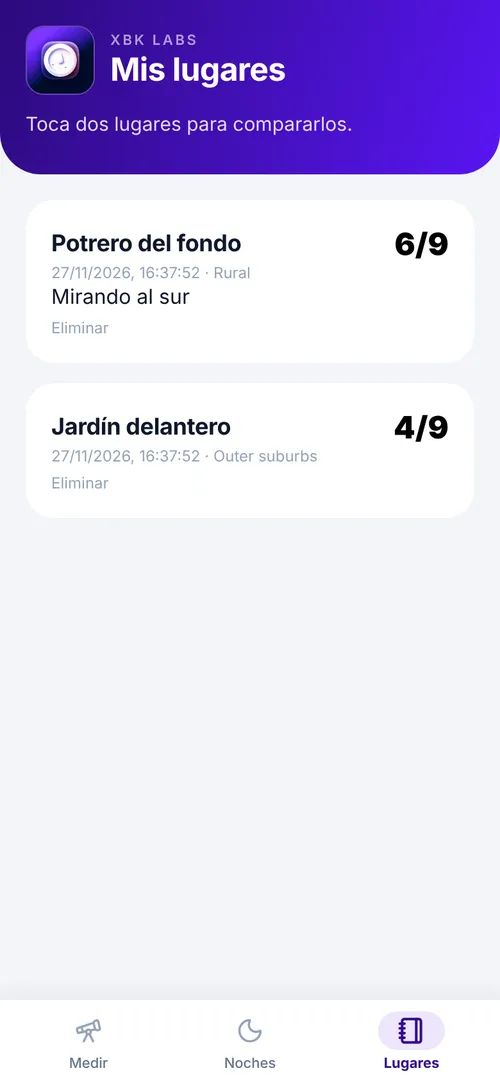 XBK LABS
Mis lugares
Toca dos lugares para compararlos.
Potrero del fondo
6/9
27/11/2026, 16:37:52 · Rural
Mirando al sur
Eliminar
Jardín delantero
4/9
27/11/2026, 16:37:52 · Outer suburbs
Eliminar
Medir
Noches
Lugares